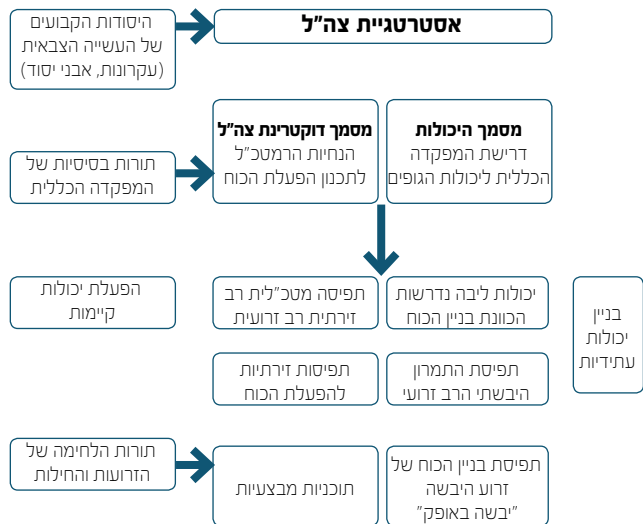 היסודות הקבועים
של העשייה הצבאית
(עקרונות, אבני יסוד)
אסטרטגיית צה"ל
מסמך היכולות
דרישת המפקדה
הכללית ליכולות הגופים
מסמך דוקטרינת צה"ל
הנחיות הרמטכ"ל
לתכנון הפעלת הכוח
תורות בסיסיות של
המפקדה הכללית
בניין
יכולות
עתידיות
יכולות ליבה נדרשות
הכוונת בניין הכוח
תפיסה מטכ"לית רב
זירתית רב זרועית
הפעלת יכולות
קיימות
תפיסת התמרון
היבשתי הרב זרועי
תפיסות זירתיות
להפעלת הכוח
תפיסת בניין הכוח של
זרוע היבשה
"יבשה באופק"
תוכניות מבצעיות
תורות הלחימה של
הזרועות והחילות